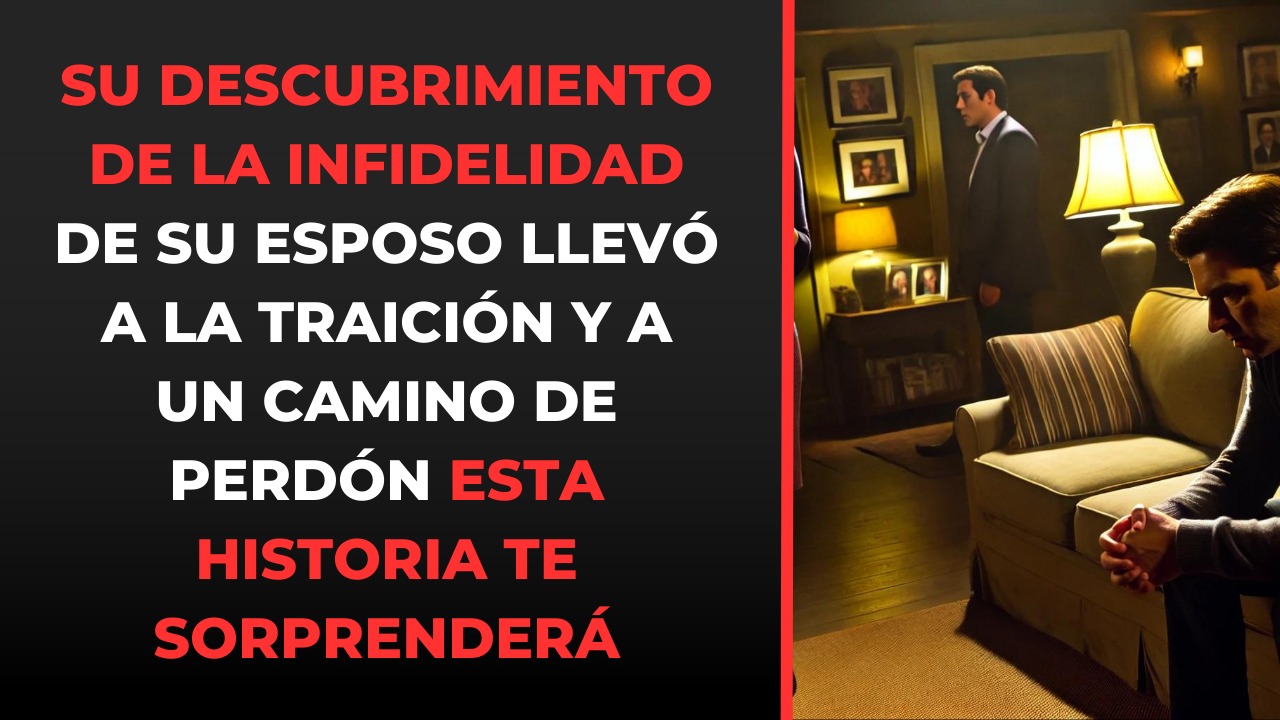 SU DESCUBRIMIENTO
DE LA INFIDELIDAD
DE SU ESPOSO LLEVÓ
A LA TRAICIÓN Y A
UN CAMINO DE
PERDÓN ESTA
HISTORIA TE
SORPRENDERÁ